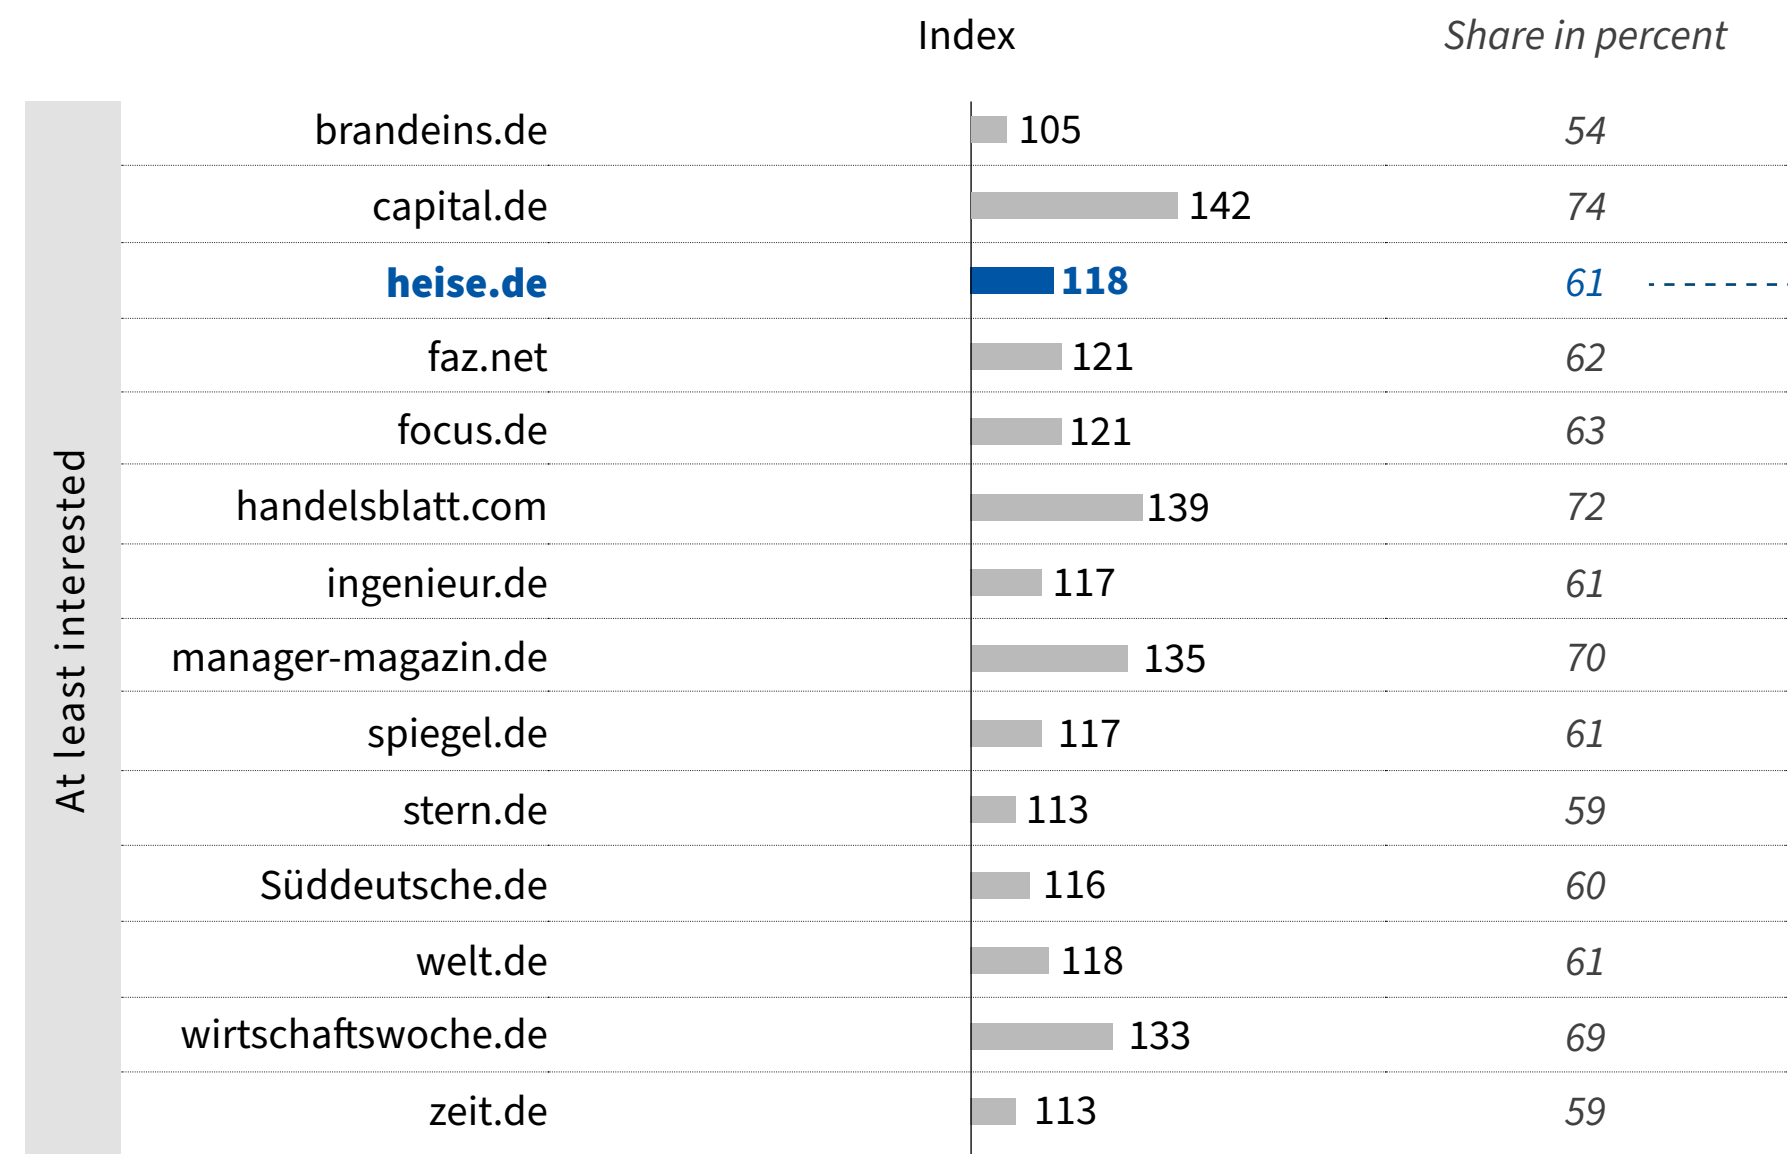 Index Share in percent
At least interested
brandeins.de 105 54
capital.de 142 74
heise.de 118 61
faz.net 121 62
focus.de 121 63
handelsblatt.com 139 72
ingenieur.de 117 61
manager-magazin.de 135 70
spiegel.de 117 61
stern.de 113 59
Süddeutsche.de 116 60
welt.de 118 61
wirtschaftswoche.de 133 69
zeit.de 113 59